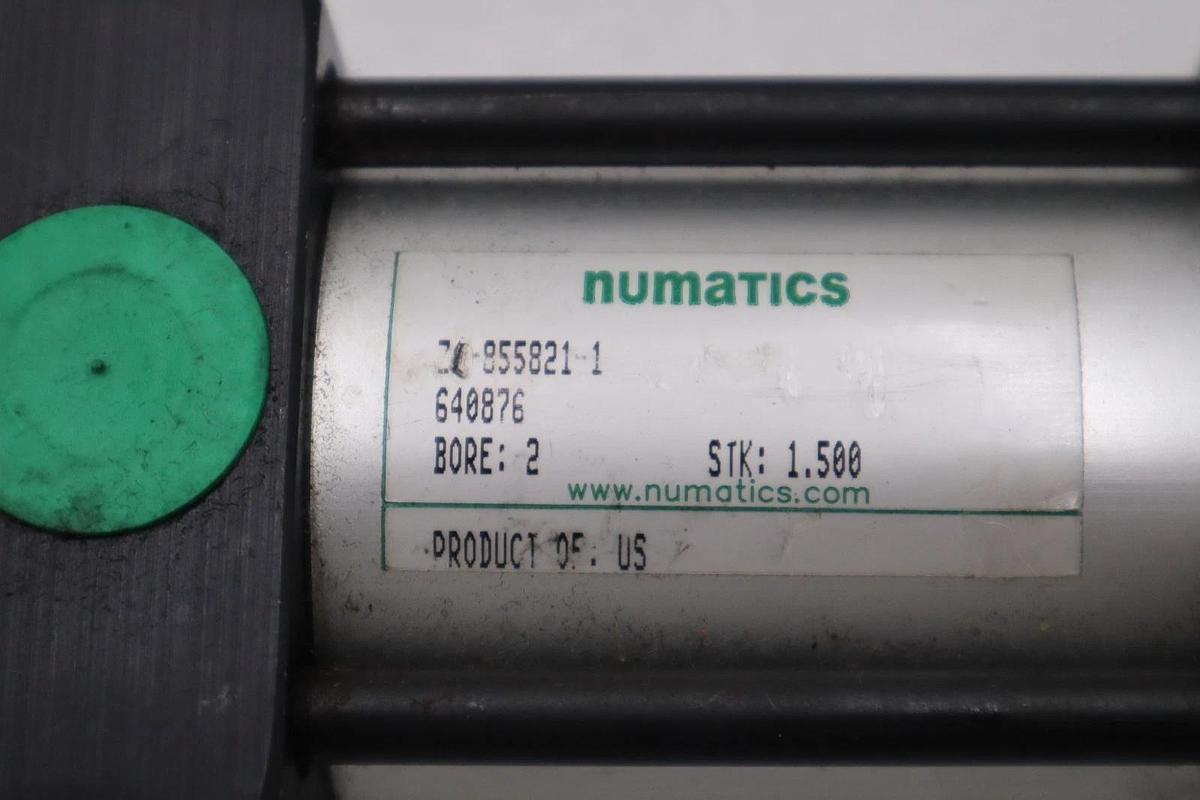 numatics
-855821-1
640876
BORE: 2 STK: 1.500
www.numatics.com
PRODUCT OF: US